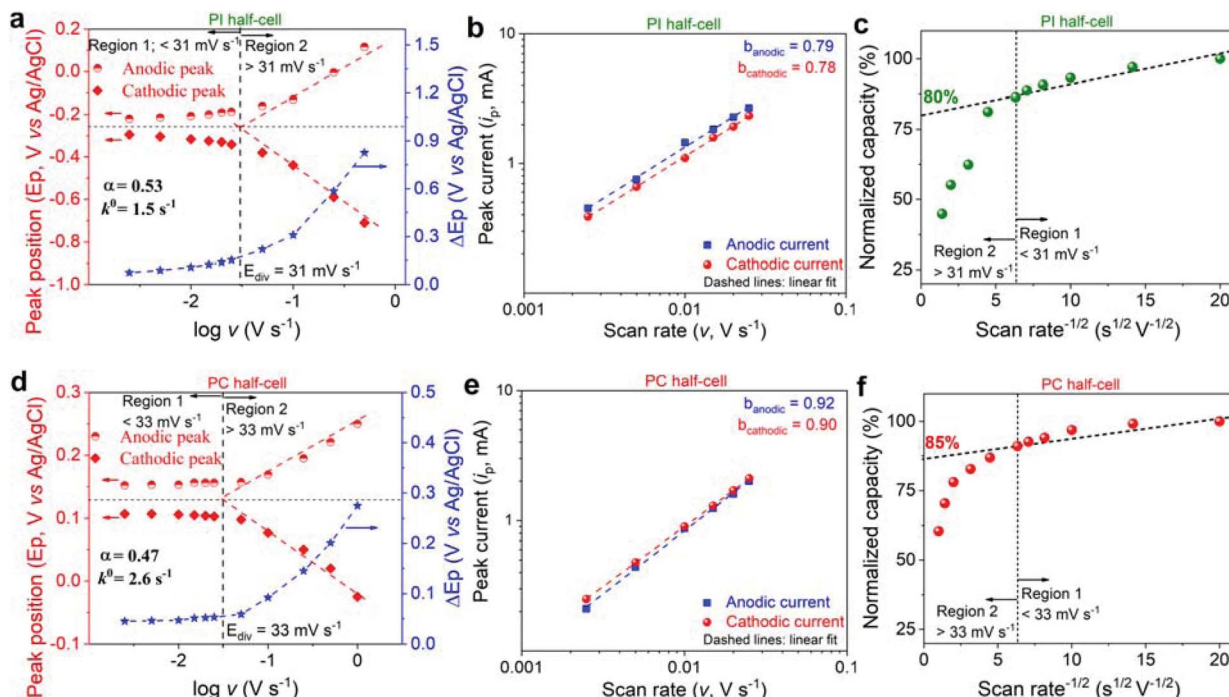 a
PI half-cell
Region 1; < 31 mV s⁻¹
Region 2
> 31 mV s⁻¹
Anodic peak
Cathodic peak
α = 0.53
k⁰ = 1.5 s⁻¹
E_div = 31 mV s⁻¹
Peak position (Ep, V vs Ag/AgCl)
0.2
0.0
-0.2
-0.4
-0.6
-0.8
-1.0
ΔEp (V vs Ag/AgCl)
1.5
1.2
0.9
0.6
0.3
0.0
-2
-1
0
log v (V s⁻¹)
b
PI half-cell
b_anodic = 0.79
b_cathodic = 0.78
Peak current (i_p, mA)
10
1
Anodic current
Cathodic current
Dashed lines: linear fit
0.001
0.01
0.1
Scan rate (v, V s⁻¹)
c
PI half-cell
Normalized capacity (%)
100
75
50
25
80%
Region 1
< 31 mV s⁻¹
Region 2
> 31 mV s⁻¹
0
5
10
15
20
Scan rate⁻¹/² (s¹/² V⁻¹/²)
d
PC half-cell
Region 1
< 33 mV s⁻¹
Region 2
> 33 mV s⁻¹
Anodic peak
Cathodic peak
α = 0.47
k⁰ = 2.6 s⁻¹
E_div = 33 mV s⁻¹
Peak position (Ep, V vs Ag/AgCl)
0.3
0.2
0.1
0.0
-0.1
ΔEp (V vs Ag/AgCl)
0.5
0.4
0.3
0.2
0.1
0.0
-2
-1
0
log v (V s⁻¹)
e
PC half-cell
b_anodic = 0.92
b_cathodic = 0.90
Peak current (i_p, mA)
10
1
Anodic current
Cathodic current
Dashed lines: linear fit
0.001
0.01
0.1
Scan rate (v, V s⁻¹)
f
PC half-cell
Normalized capacity (%)
100
75
50
25
85%
Region 1
< 33 mV s⁻¹
Region 2
> 33 mV s⁻¹
0
5
10
15
20
Scan rate⁻¹/² (s¹/² V⁻¹/²)